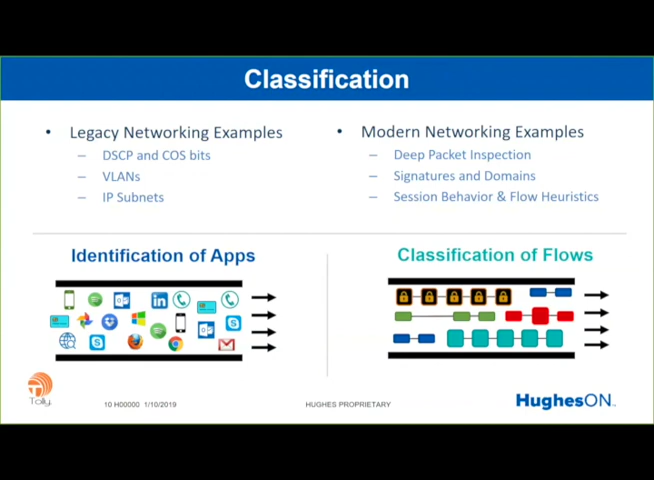 Classification
• Legacy Networking Examples
– DSCP and COS bits
– VLANs
– IP Subnets
• Modern Networking Examples
– Deep Packet Inspection
– Signatures and Domains
– Session Behavior & Flow Heuristics
Identification of Apps
Classification of Flows
Tolly
10 H00000 1/10/2019
HUGHES PROPRIETARY
HughesON